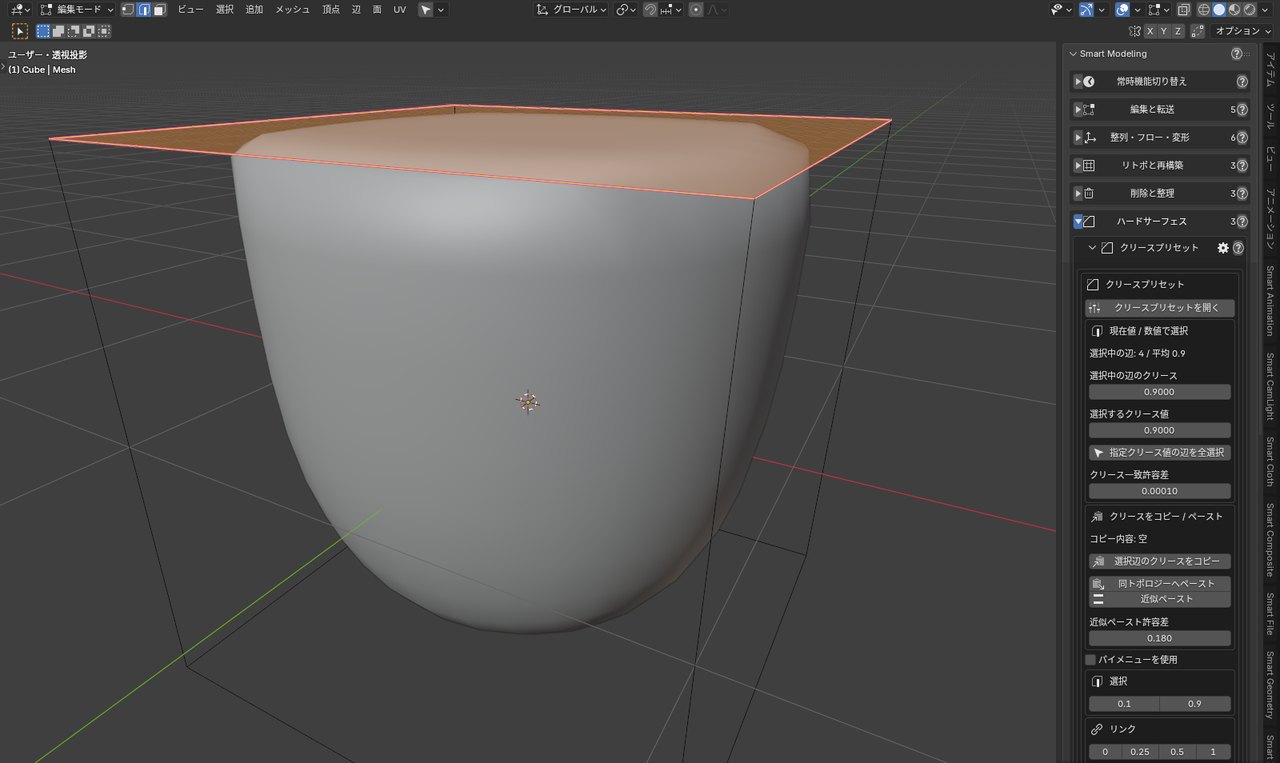 編集モード ビュー 選択 追加 メッシュ 頂点 辺 面 UV グローバル
X Y Z オプション
ユーザー・透視投影
(1) Cube | Mesh
Smart Modeling
常時機能切り替え
編集と転送 5
整列・フロー・変形 6
リトポと再構築 3
削除と整理 3
ハードサーフェス 3
クリースプリセット
クリースプリセット
クリースプリセットを開く
現在値 / 数値で選択
選択中の辺: 4 / 平均 0.9
選択中の辺のクリース
0.9000
選択するクリース値
0.9000
指定クリース値の辺を全選択
クリース一致許容差
0.00010
クリースをコピー / ペースト
コピー内容: 空
選択辺のクリースをコピー
同トポロジーへペースト
近似ペースト
近似ペースト許容差
0.180
パイメニューを使用
選択
0.1 0.9
リンク
0 0.25 0.5 1
アイテム
ツール
ビュー
アニメーション
Smart Animation
Smart CamLight
Smart Cloth
Smart Composite
Smart File
Smart Geometry
Smart